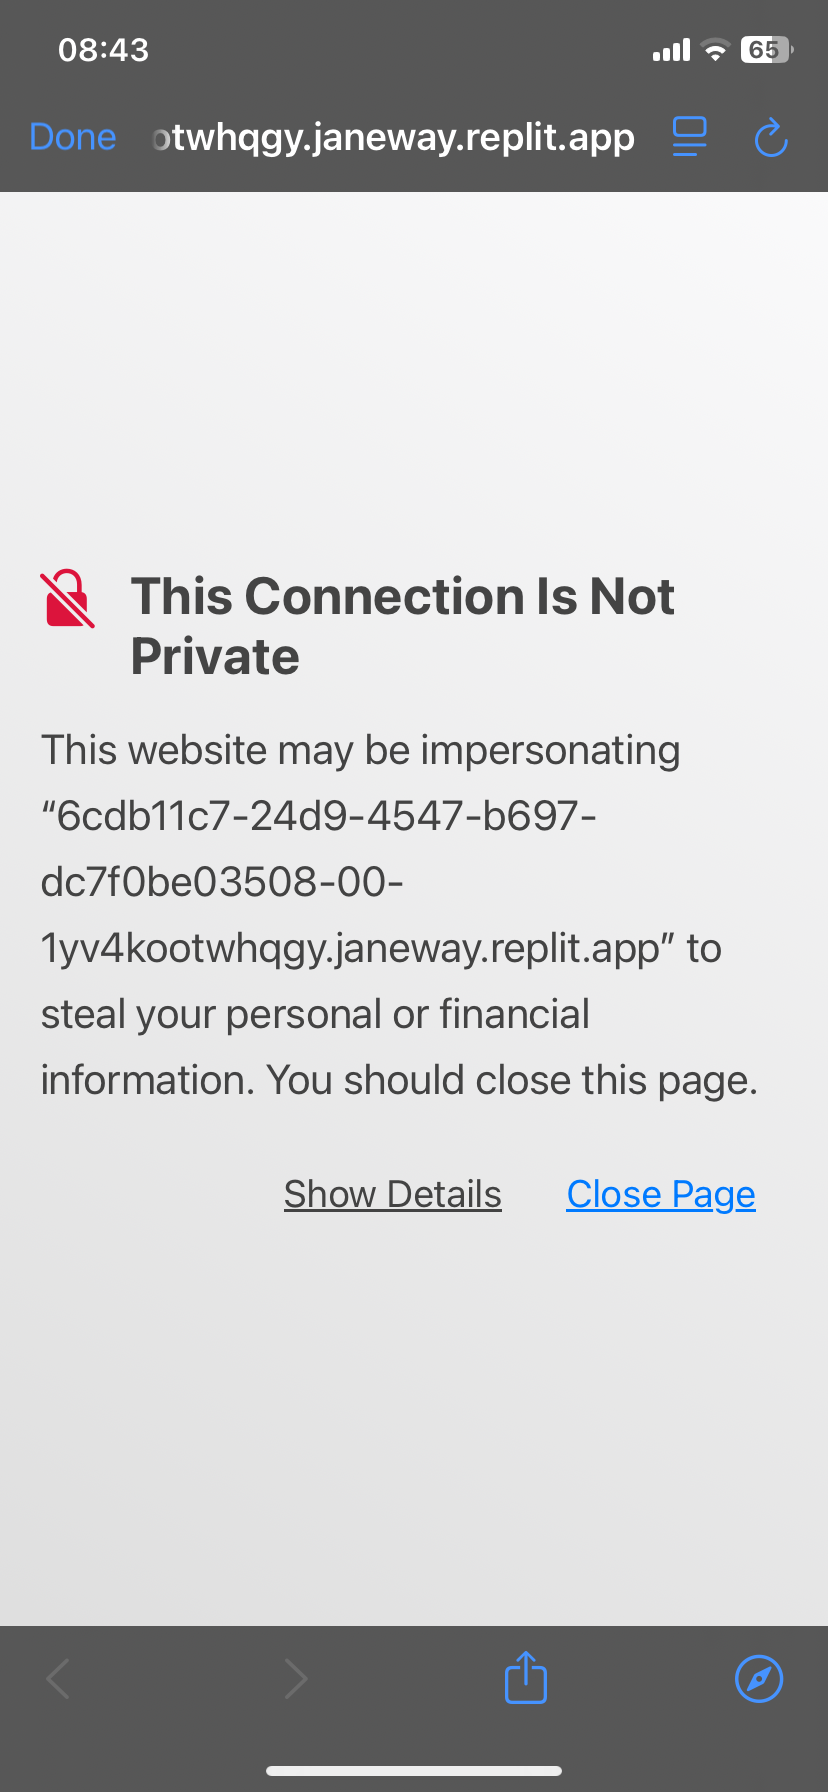 08:43
65
Done otwhqgy.janeway.replit.app
This Connection Is Not
Private
This website may be impersonating
“6cdb11c7-24d9-4547-b697-
dc7f0be03508-00-
1yv4kootwhqgy.janeway.replit.app” to
steal your personal or financial
information. You should close this page.
Show Details Close Page